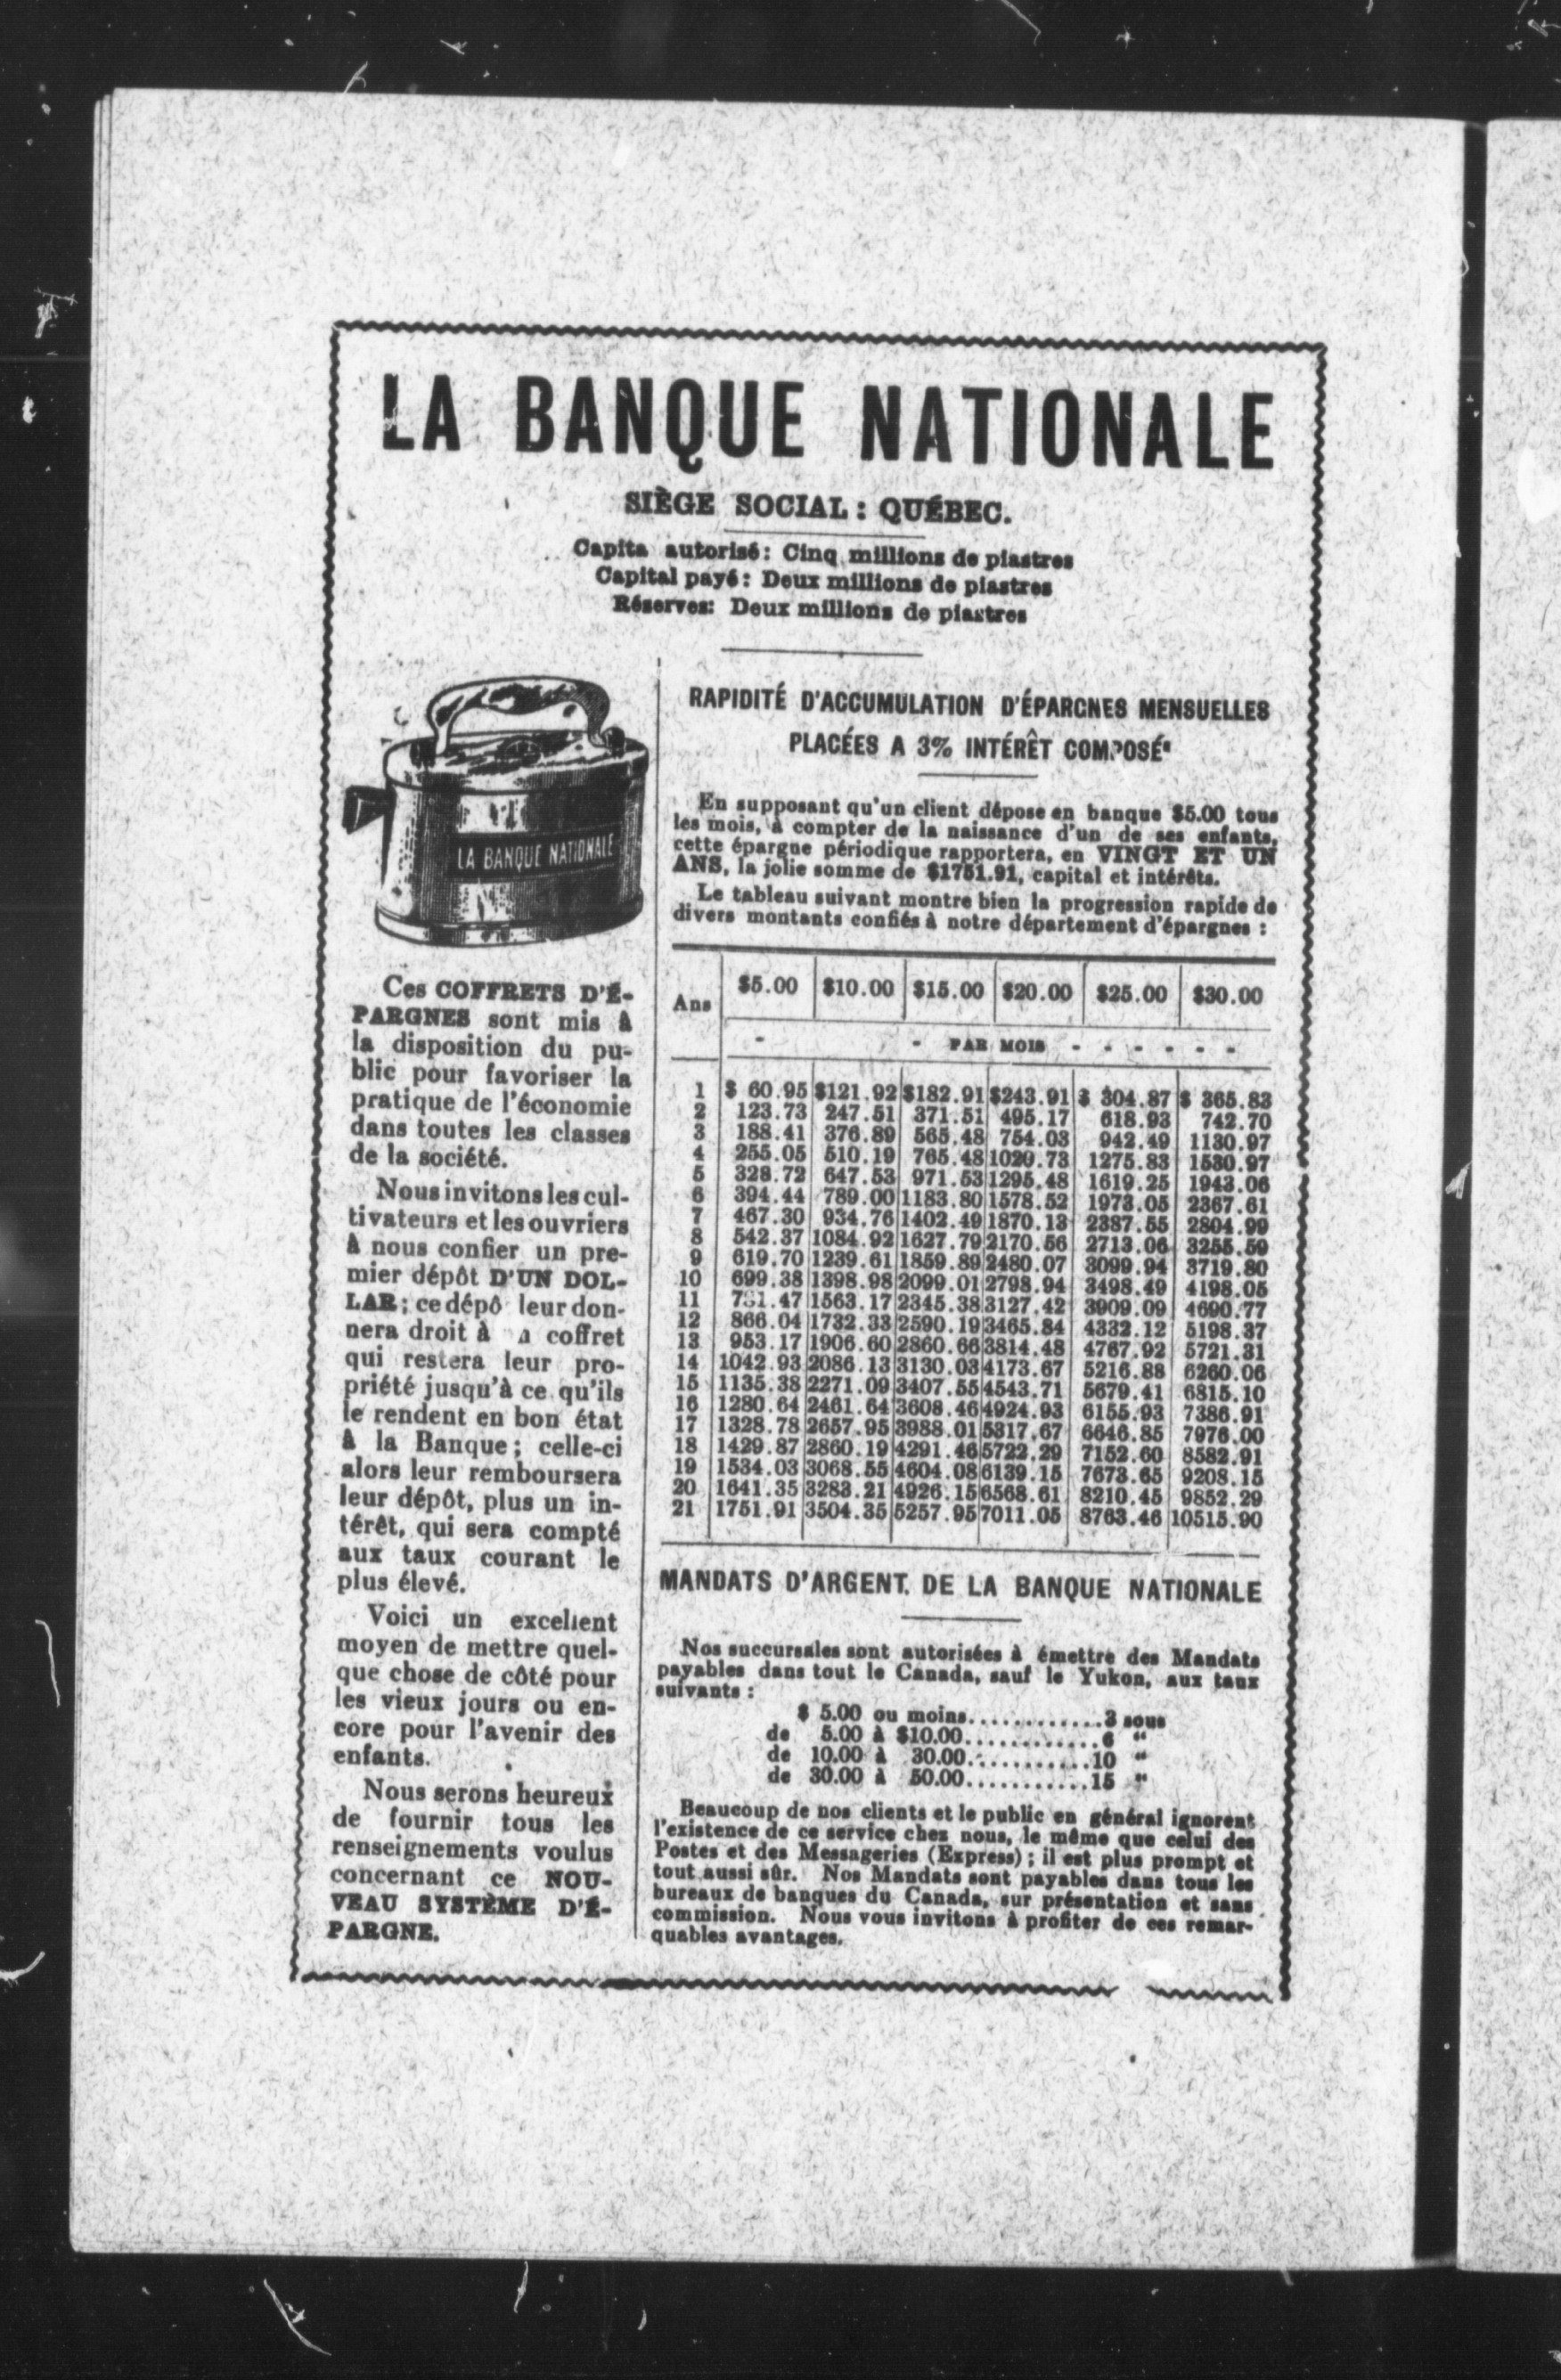 LA BANQUE NATIONALE
SIÈGE SOCIAL : QUÉBEC.
Capita autorisé : Cinq millions de piastres
Capital payé : Deux millions de piastres
Réserves: Deux millions de piastres
LA BANQUE NATIONALE
Ces COFFRETS D'É-
PARGNES sont mis à
la disposition du pu-
blic pour favoriser la
pratique de l'économie
dans toutes les classes
de la société.
Nous invitons les cul-
tivateurs et les ouvriers
à nous confier un pre-
mier dépôt D'UN DOL-
LAR ; ce dépô leur don-
nera droit à coffret
qui restera leur pro-
priété jusqu'à ce qu'ils
le rendent en bon état
à la Banque ; celle-ci
alors leur remboursera
leur dépôt, plus un in-
térêt, qui sera compté
aux taux courant le
plus élevé.
Voici un excellent
moyen de mettre quel-
que chose de côté pour
les vieux jours ou en-
core pour l'avenir des
enfants.
Nous serons heureux
de fournir tous les
renseignements voulus
concernant ce NOU-
VEAU SYSTÈME D'É-
PARGNE.
RAPIDITÉ D'ACCUMULATION D'ÉPARGNES MENSUELLES
PLACÉES A 3% INTÉRÊT COMPOSÉ
En supposant qu'un client dépose en banque $5.00 tous
les mois, à compter de la naissance d'un de ses enfants,
cette épargne périodique rapportera, en VINGT ET UN
ANS, la jolie somme de $1751.91, capital et intérêts.
Le tableau suivant montre bien la progression rapide de
divers montants confiés à notre département d'épargnes :
Ans $5.00 $10.00 $15.00 $20.00 $25.00 $30.00
- - PAR MOIS - - - - - -
1 $ 60.95 $121.92 $182.91 $243.91 $ 304.87 $ 365.83
2 123.73 247.51 371.51 495.17 618.93 742.70
3 188.41 376.89 565.48 754.03 942.49 1130.97
4 255.05 510.19 765.48 1020.73 1275.83 1530.97
5 328.72 647.53 971.53 1295.48 1619.25 1943.06
6 394.44 789.00 1183.80 1578.52 1973.05 2367.61
7 467.30 934.76 1402.49 1870.13 2387.55 2804.99
8 542.37 1084.92 1627.79 2170.56 2713.06 3255.59
9 619.70 1239.61 1859.89 2480.07 3099.94 3719.80
10 699.38 1398.98 2099.01 2798.94 3498.49 4198.05
11 781.47 1563.17 2345.38 3127.42 3909.09 4690.77
12 866.04 1732.33 2590.19 3465.84 4332.12 5198.37
13 953.17 1906.60 2860.66 3814.48 4767.92 5721.31
14 1042.93 2086.13 3130.03 4173.67 5216.88 6260.06
15 1135.38 2271.09 3407.55 4543.71 5679.41 6815.10
16 1280.64 2461.64 3608.46 4924.93 6155.93 7386.91
17 1328.78 2657.95 3988.01 5317.67 6646.85 7976.00
18 1429.87 2860.19 4291.46 5722.29 7152.60 8582.91
19 1534.03 3068.55 4604.08 6139.15 7673.65 9208.15
20 1641.35 3283.21 4926.15 6568.61 8210.45 9852.29
21 1751.91 3504.35 5257.95 7011.05 8763.46 10515.90
MANDATS D'ARGENT. DE LA BANQUE NATIONALE
Nos succursales sont autorisées à émettre des Mandats
payables dans tout le Canada, sauf le Yukon, aux taux
suivants :
$ 5.00 ou moins............3 sous
de 5.00 à $10.00............6 "
de 10.00 à 30.00...........10 "
de 30.00 à 50.00...........15 "
Beaucoup de nos clients et le public en général ignorent
l'existence de ce service chez nous, le même que celui des
Postes et des Messageries (Express) ; il est plus prompt et
tout aussi sûr. Nos Mandats sont payables dans tous les
bureaux de banques du Canada, sur présentation et sans
commission. Nous vous invitons à profiter de ces remar-
quables avantages.